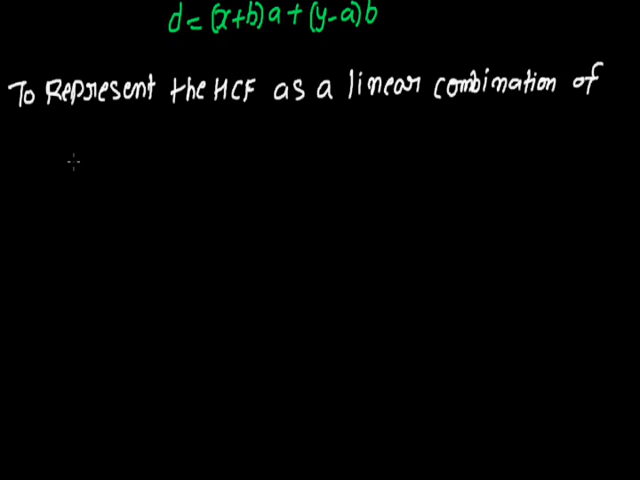 d = (x+b)a + (y-a)b
To Represent the HCF as a linear combination of